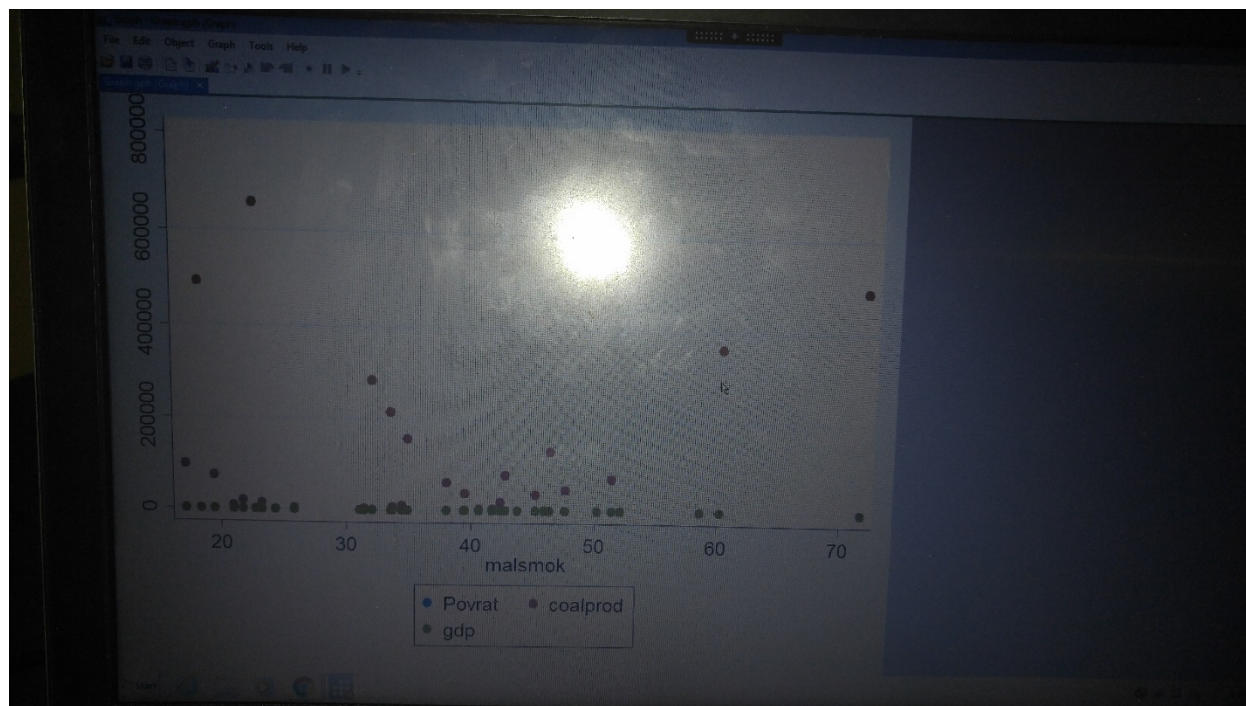 File Edit Object Graph Tools Help
800000
600000
400000
200000
0
20 30 40 50 60 70
malsmok
Povrat coalprod
gdp
Start